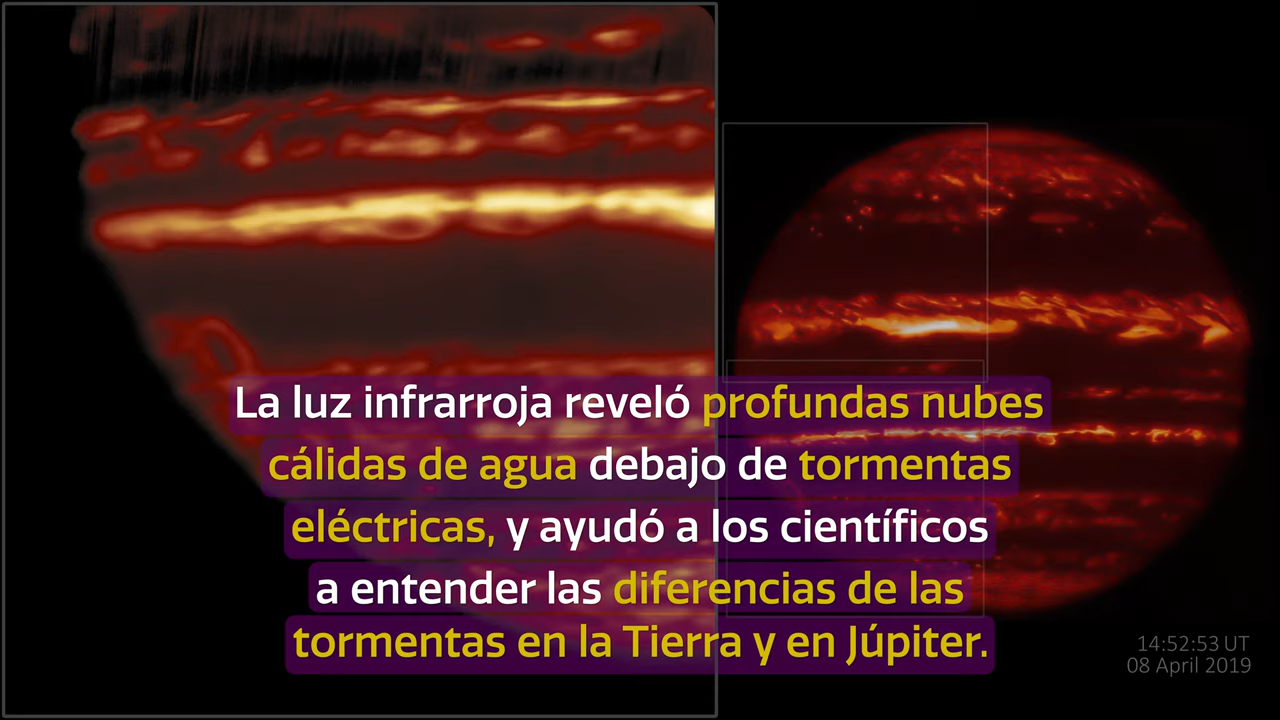 La luz infrarroja reveló profundas nubes
cálidas de agua debajo de tormentas
eléctricas, y ayudó a los científicos
a entender las diferencias de las
tormentas en la Tierra y en Júpiter.
14:52:53 UT
08 April 2019